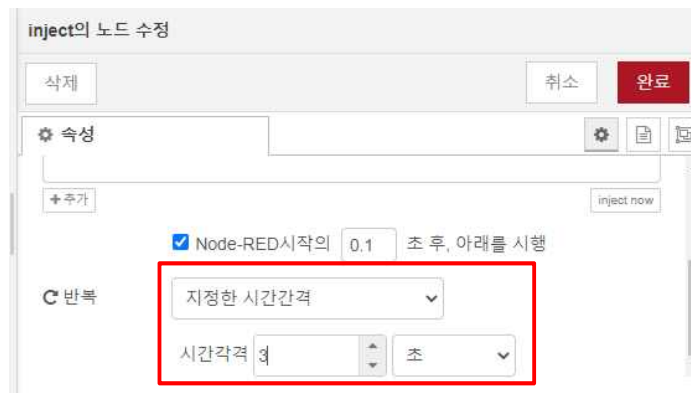 inject의 노드 수정
삭제 취소 완료
속성
+추가 inject now
Node-RED시작의 0.1 초 후, 아래를 시행
반복 지정한 시간간격
시간각격 3 초